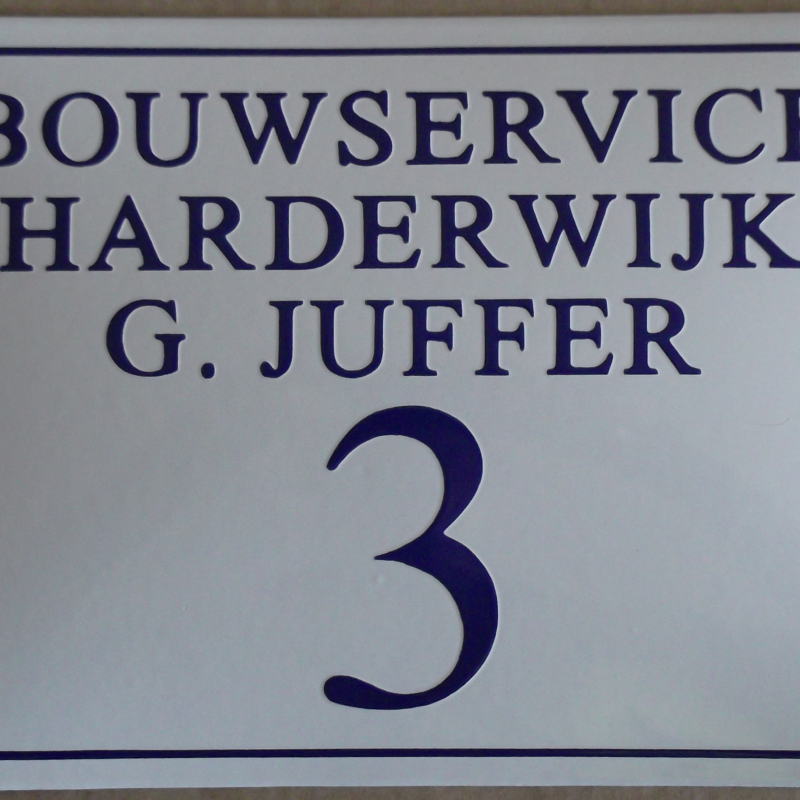 BOUWSERVICE
HARDERWIJK
G. JUFFER
3